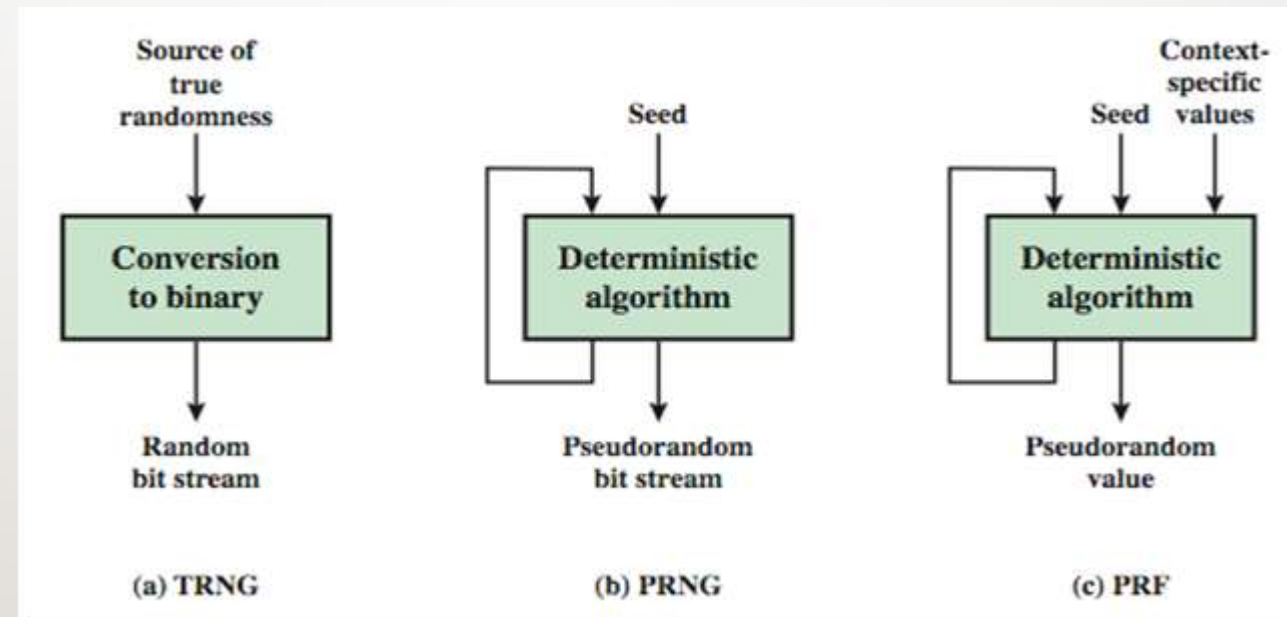 Source of
true
randomness
Conversion
to binary
Random
bit stream
(a) TRNG
Seed
Deterministic
algorithm
Pseudorandom
bit stream
(b) PRNG
Context-
specific
Seed values
Deterministic
algorithm
Pseudorandom
value
(c) PRF